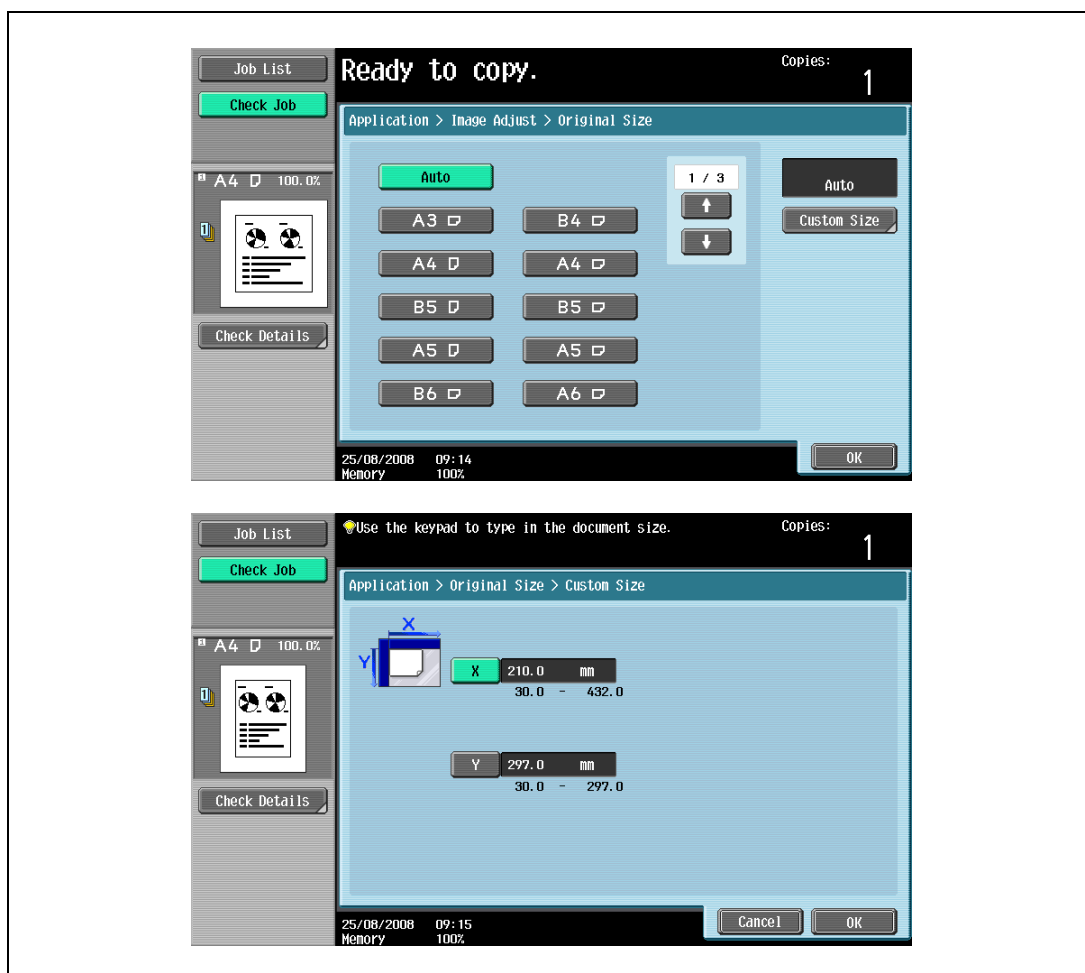 Job List
Ready to copy.
Copies:
1
Check Job
Application > Image Adjust > Original Size
A4 100.0%
Auto
1 / 3
Auto
A3
B4
Custom Size
1
A4
A4
B5
B5
Check Details
A5
A5
B6
A6
25/08/2008 09:14
Memory 100%
OK
Job List
Use the keypad to type in the document size.
Copies:
1
Check Job
Application > Original Size > Custom Size
X
A4 100.0%
Y
X 210.0 mm
30.0 - 432.0
1
Y 297.0 mm
30.0 - 297.0
Check Details
25/08/2008 09:15
Memory 100%
Cancel
OK